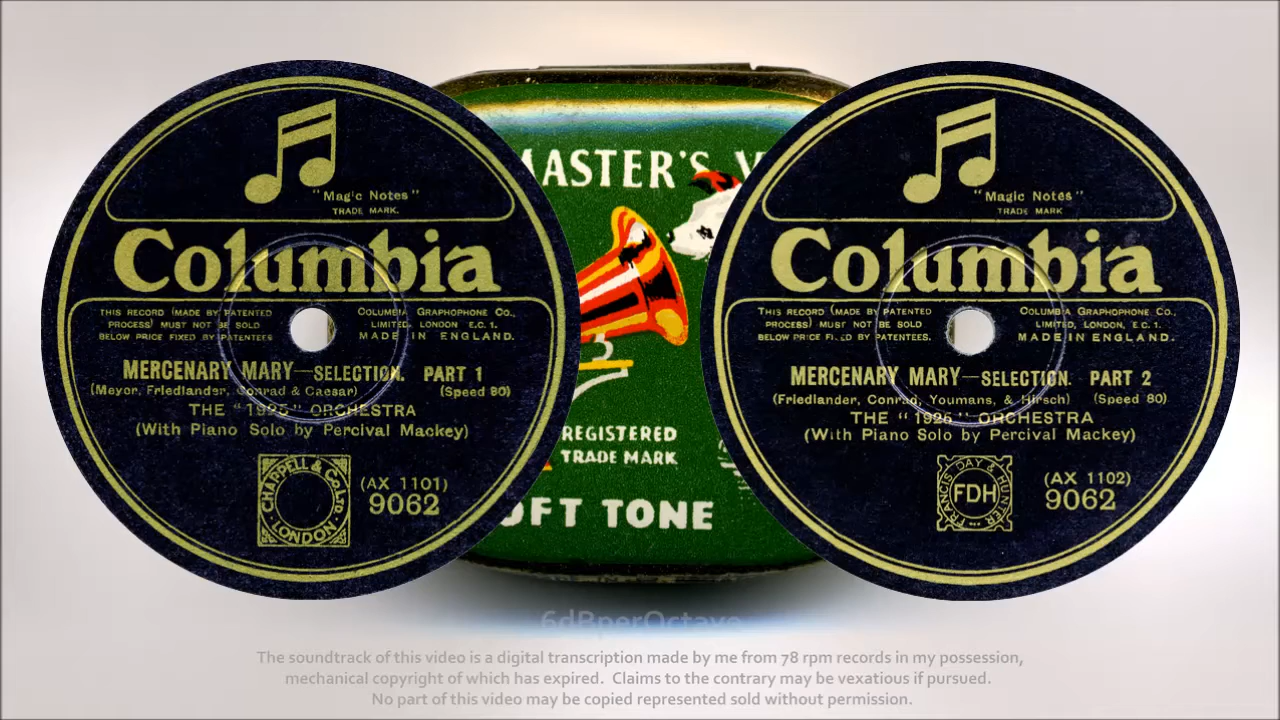 "Magic Notes"
TRADE MARK.
Columbia
THIS RECORD (MADE BY PATENTED
PROCESS) MUST NOT BE SOLD
BELOW PRICE FIXED BY PATENTEES
COLUMBIA GRAPHOPHONE CO.,
LIMITED, LONDON E.C.1.
MADE IN ENGLAND.
MERCENARY MARY—SELECTION. PART 1
(Meyor, Friedlander, Conrad & Caesar) (Speed 80)
THE "1925" ORCHESTRA
(With Piano Solo by Percival Mackey)
CHAPPELL & CO LTD
LONDON
(AX 1101)
9062
MASTER'S V
REGISTERED
TRADE MARK
OFT TONE
"Magic Notes"
TRADE MARK
Columbia
THIS RECORD (MADE BY PATENTED
PROCESS) MUST NOT BE SOLD
BELOW PRICE FIXED BY PATENTEES.
COLUMBIA GRAPHOPHONE CO.,
LIMITED, LONDON, E.C.1.
MADE IN ENGLAND.
MERCENARY MARY—SELECTION. PART 2
(Friedlander, Conrad, Youmans, & Hirsch) (Speed 80)
THE "1925" ORCHESTRA
(With Piano Solo by Percival Mackey)
FRANCIS, DAY & HUNTER
FDH
(AX 1102)
9062
6dBperOctave
The soundtrack of this video is a digital transcription made by me from 78 rpm records in my possession,
mechanical copyright of which has expired. Claims to the contrary may be vexatious if pursued.
No part of this video may be copied represented sold without permission.